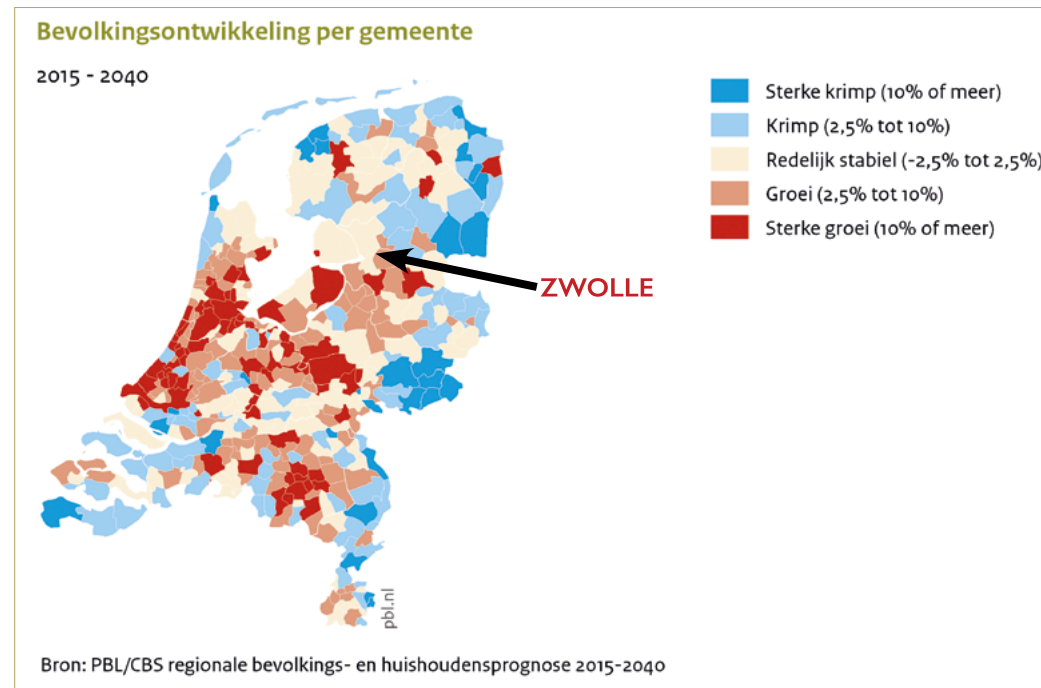 Bevolkingsontwikkeling per gemeente
2015 - 2040
Sterke krimp (10% of meer)
Krimp (2,5% tot 10%)
Redelijk stabiel (-2,5% tot 2,5%)
Groei (2,5% tot 10%)
Sterke groei (10% of meer)
ZWOLLE
pbl.nl
Bron: PBL/CBS regionale bevolkings- en huishoudensprognose 2015-2040